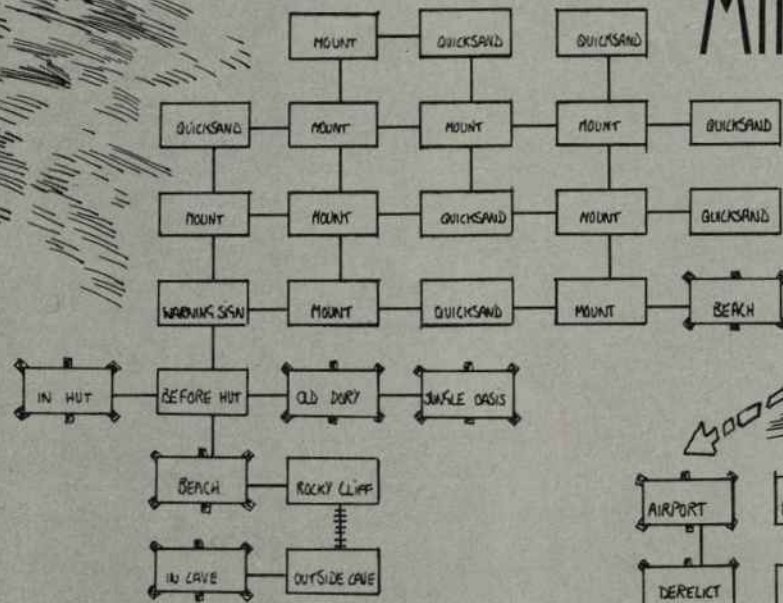 MOUNT
QUICKSAND
QUICKSAND
QUICKSAND
MOUNT
MOUNT
MOUNT
QUICKSAND
MOUNT
MOUNT
QUICKSAND
MOUNT
QUICKSAND
WARNING SIGN
MOUNT
QUICKSAND
MOUNT
BEACH
IN HUT
BEFORE HUT
OLD DORY
JUNGLE OASIS
BEACH
ROCKY CLIFF
AIRPORT
IN CAVE
OUTSIDE CAVE
DERELICT